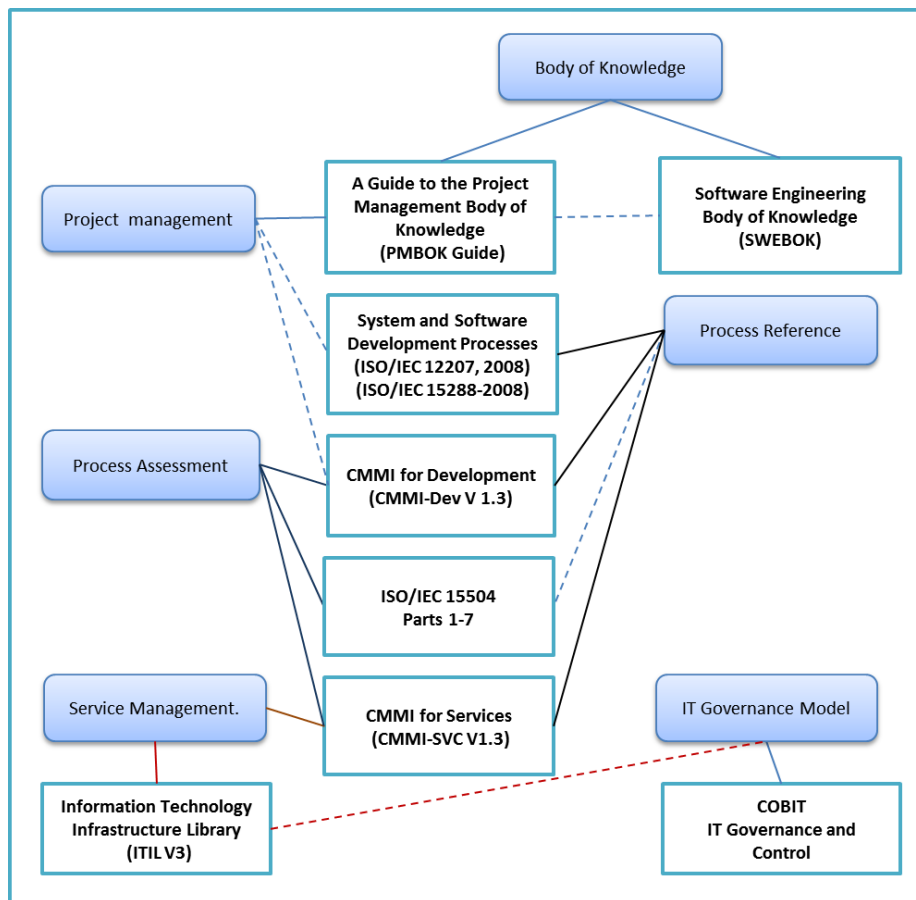 Body of Knowledge
A Guide to the Project
Management Body of
Knowledge
(PMBOK Guide)
Software Engineering
Body of Knowledge
(SWEBOK)
Project management
System and Software
Development Processes
(ISO/IEC 12207, 2008)
(ISO/IEC 15288-2008)
Process Reference
Process Assessment
CMMI for Development
(CMMI-Dev V 1.3)
ISO/IEC 15504
Parts 1-7
Service Management.
CMMI for Services
(CMMI-SVC V1.3)
IT Governance Model
Information Technology
Infrastructure Library
(ITIL V3)
COBIT
IT Governance and
Control